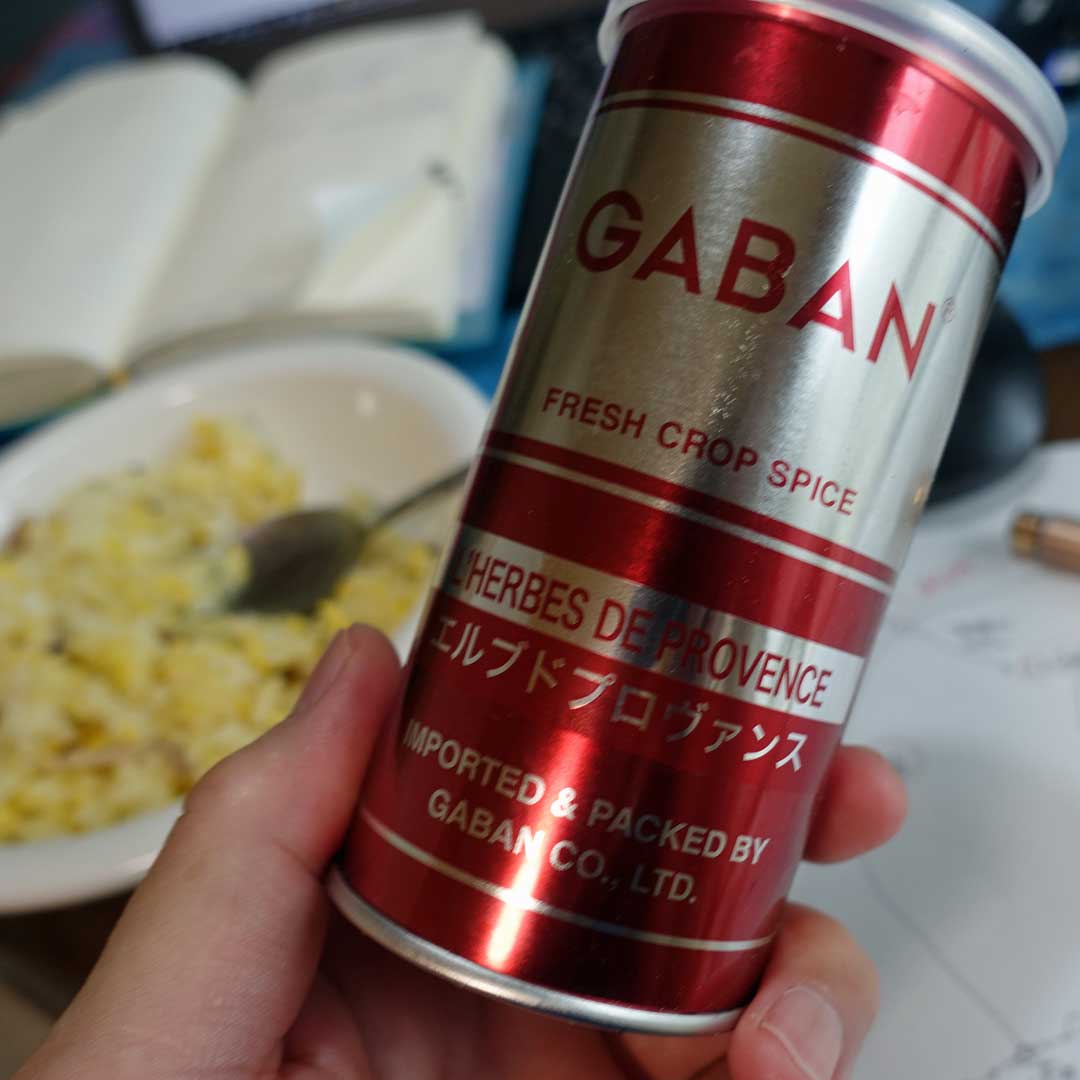 GABAN®
FRESH CROP SPICE
L'HERBES DE PROVENCE
エルブドプロヴァンス
IMPORTED & PACKED BY
GABAN CO., LTD.